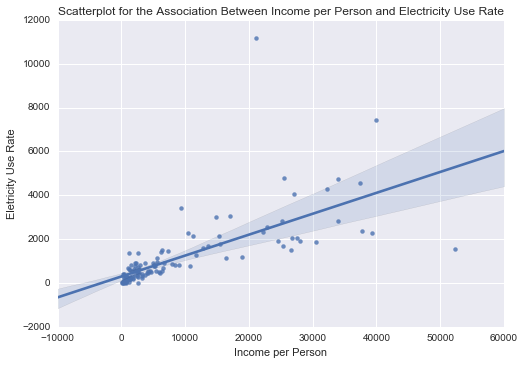 Scatterplot for the Association Between Income per Person and Electricity Use Rate
12000
10000
8000
6000
4000
2000
0
−2000
Eletricity Use Rate
−10000 0 10000 20000 30000 40000 50000 60000
Income per Person